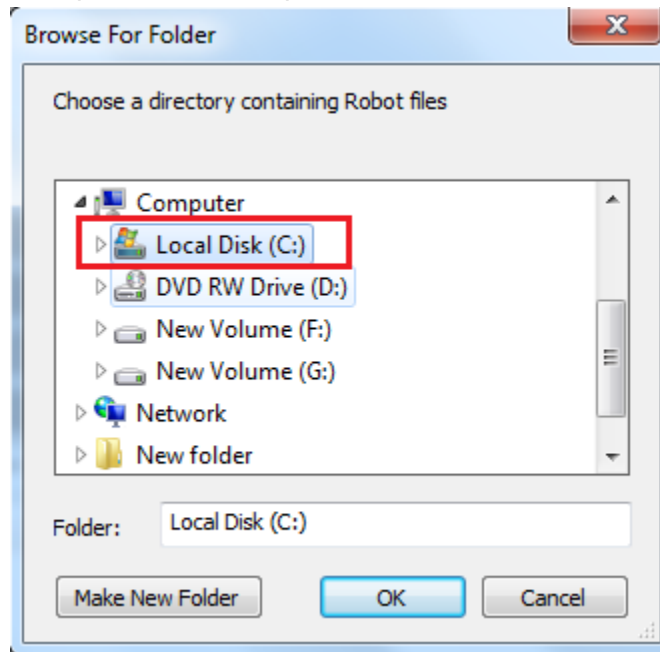 Browse For Folder
Choose a directory containing Robot files
Computer
Local Disk (C:)
DVD RW Drive (D:)
New Volume (F:)
New Volume (G:)
Network
New folder
Folder: Local Disk (C:)
Make New Folder OK Cancel